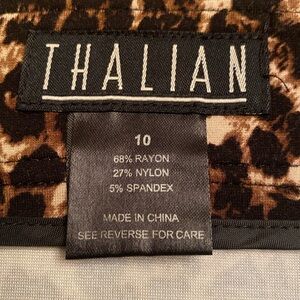 THALIAN
10
68% RAYON
27% NYLON
5% SPANDEX
MADE IN CHINA
SEE REVERSE FOR CARE